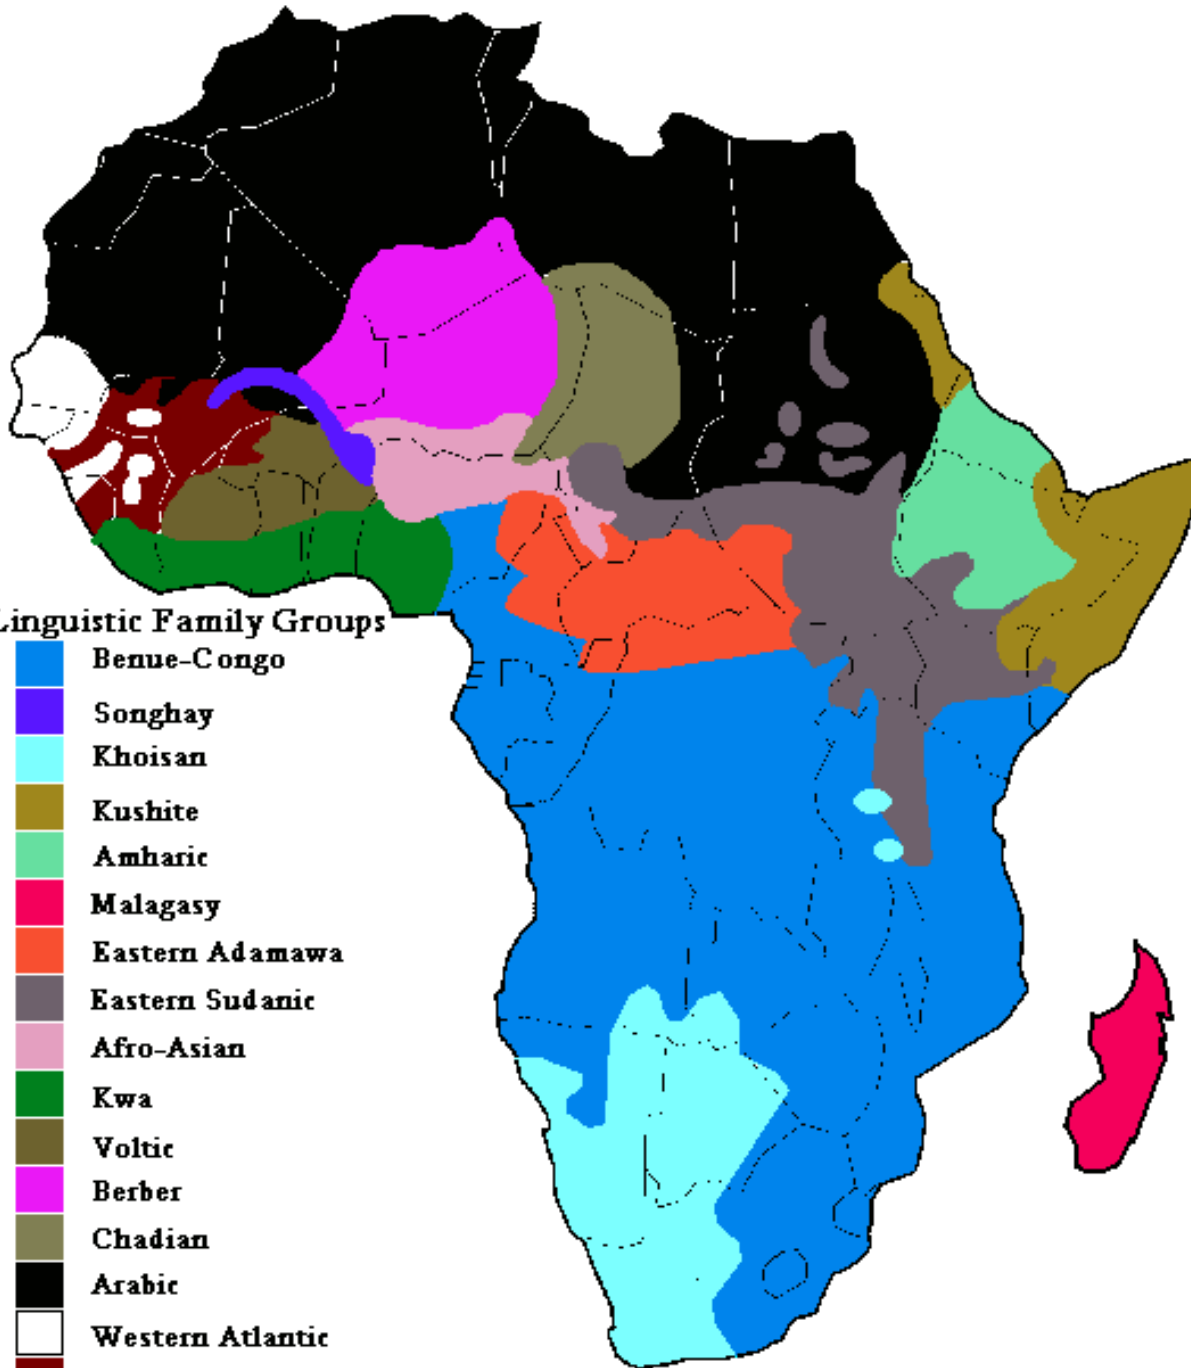 Linguistic Family Groups
Benue-Congo
Songhay
Khoisan
Kushite
Amharic
Malagasy
Eastern Adamawa
Eastern Sudanic
Afro-Asian
Kwa
Voltic
Berber
Chadian
Arabic
Western Atlantic